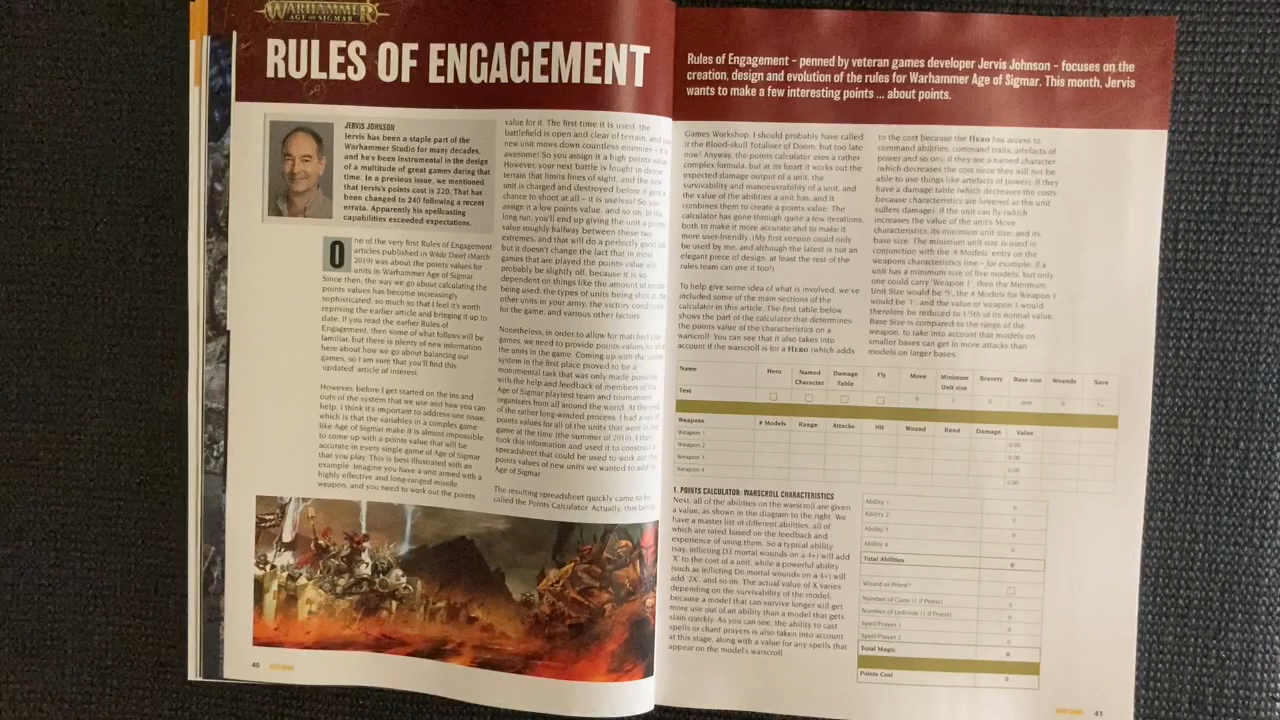 WARHAMMER
AGE OF SIGMAR
RULES OF ENGAGEMENT
JERVIS JOHNSON
Jervis has been a staple part of the
Warhammer Studio for many decades,
and he's been instrumental in the design
of a multitude of great games during that
time. In a previous issue, we mentioned
that Jervis's points cost is 220. That has
been changed to 240 following a recent
errata. Apparently his spellcasting
capabilities exceeded expectations.
One of the very first Rules of Engagement
articles published in White Dwarf (March
2019) was about the points values for
units in Warhammer Age of Sigmar.
Since then, the way we go about calculating the
points values has become increasingly
sophisticated, so much so that I feel it's worth
reprising the earlier article and bringing it up to
date. If you read the earlier Rules of
Engagement, then some of what follows will be
familiar, but there is plenty of new information
here about how we go about balancing our
games, so I am sure that you'll find this
'updated' article of interest.
However, before I get started on the ins and
outs of the system that we use and how you can
help, I think it's important to address one issue,
which is that the variables in a complex game
like Age of Sigmar make it is almost impossible
to come up with a points value that will be
accurate in every single game of Age of Sigmar
that you play. This is best illustrated with an
example. Imagine you have a unit armed with a
highly effective and long-ranged missile
weapon, and you need to work out the points
value for it. The first time it is used, the
battlefield is open and clear of terrain, and
new unit mows down countless enemies – it is
awesome! So you assign it a high points value.
However, your next battle is fought in dense
terrain that limits lines of sight, and the new
unit is charged and destroyed before it gets a
chance to shoot at all – it is useless! So you
assign it a low points value, and so on. In the
long run, you'll end up giving the unit a points
value roughly halfway between these two
extremes, and that will do a perfectly good job
but it doesn't change the fact that in most
games that are played the points value will
probably be slightly off, because it is so
dependent on things like the amount of terrain
being used, the types of units being shot at, the
other units in your army, the victory conditions
for the game, and various other factors.
Nonetheless, in order to allow for matched play
games, we need to provide points values for all
the units in the game. Coming up with the points
system in the first place proved to be a
monumental task that was only made possible
with the help and feedback of members of the
Age of Sigmar playtest team and tournament
organisers from all around the world. At the end
of the rather long-winded process, I had a set of
points values for all of the units that were in the
game at the time (the summer of 2016). I then
took this information and used it to construct a
spreadsheet that could be used to work out the
points values of new units we wanted to add to
Age of Sigmar.
The resulting spreadsheet quickly came to be
called the Points Calculator. Actually, this being
40
Rules of Engagement – penned by veteran games developer Jervis Johnson – focuses on the
creation, design and evolution of the rules for Warhammer Age of Sigmar. This month, Jervis
wants to make a few interesting points ... about points.
Games Workshop, I should probably have called
it the Blood-skull Totaliser of Doom, but too late
now! Anyway, the points calculator uses a rather
complex formula, but at its heart it works out the
expected damage output of a unit, the
survivability and manoeuvrability of a unit, and
the value of the abilities a unit has, and it
combines them to create a points value. The
calculator has gone through quite a few iterations,
both to make it more accurate and to make it
more user-friendly. (My first version could only
be used by me, and although the latest is not an
elegant piece of design, at least the rest of the
rules team can use it too!)
To help give some idea of what is involved, we've
included some of the main sections of the
calculator in this article. The first table below
shows the part of the calculator that determines
the points value of the characteristics on a
warscroll. You can see that it also takes into
account if the warscroll is for a Hero (which adds
to the cost because the Hero has access to
command abilities, command traits, artefacts of
power and so on); if they are a named character
(which decreases the cost since they will not be
able to use things like artefacts of power); if they
have a damage table (which decreases the costs
because characteristics are lowered as the unit
suffers damage); if the unit can fly (which
increases the value of the unit's Move
characteristic); its minimum unit size; and its
base size. The minimum unit size is used in
conjunction with the '# Models' entry on the
weapons characteristics line – for example, if a
unit has a minimum size of five models, but only
one could carry 'Weapon 1', then the Minimum
Unit Size would be '5', the # Models for Weapon 1
would be '1', and the value of weapon 1 would
therefore be reduced to 1/5th of its normal value.
Base Size is compared to the range of the
weapon, to take into account that models on
smaller bases can get in more attacks than
models on larger bases.
Name Hero Named Character Damage Table Fly Move Minimum Unit size Bravery Base size Wounds Save
Test 0 1 0 mm 0 7+
Weapons # Models Range Attacks Hit Wound Rend Damage Value
Weapon 1 0.00
Weapon 2 0.00
Weapon 3 0.00
Weapon 4 0.00
1. POINTS CALCULATOR: WARSCROLL CHARACTERISTICS
Next, all of the abilities on the warscroll are given
a value, as shown in the diagram to the right. We
have a master list of different abilities, all of
which are rated based on the feedback and
experience of using them. So a typical ability
(say, inflicting D3 mortal wounds on a 4+) will add
'X' to the cost of a unit, while a powerful ability
(such as inflicting D6 mortal wounds on a 4+) will
add '2X', and so on. The actual value of X varies
depending on the survivability of the model,
because a model that can survive longer will get
more use out of an ability than a model that gets
slain quickly. As you can see, the ability to cast
spells or chant prayers is also taken into account
at this stage, along with a value for any spells that
appear on the model's warscroll.
Ability 1 0
Ability 2 0
Ability 3 0
Ability 4 0
Total Abilities 0
Wizard or Priest?
Number of Casts (1 if Priest) 0
Number of Unbinds (1 if Priest) 0
Spell/Prayer 1 0
Spell/Prayer 2 0
Total Magic 0
Points Cost 0
41